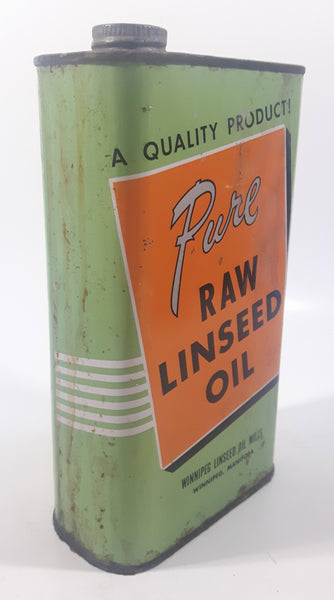 A QUALITY PRODUCT!
Pure
RAW
LINSEED
OIL
WINNIPEG LINSEED OIL MILLS
WINNIPEG, MANITOBA